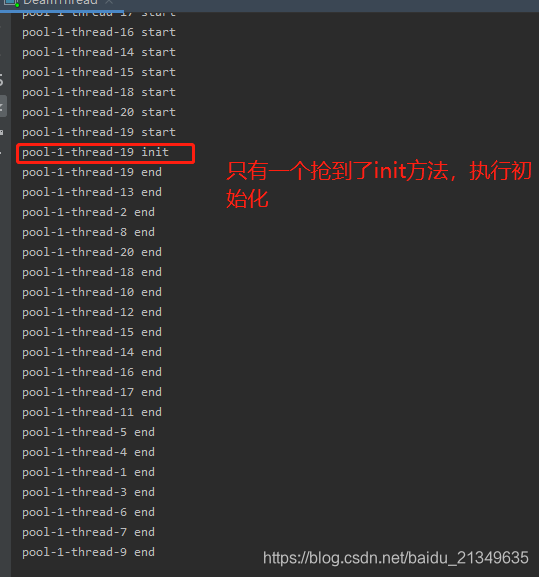 DeamThread
pool-1-thread-17 start
pool-1-thread-16 start
pool-1-thread-14 start
pool-1-thread-15 start
pool-1-thread-18 start
pool-1-thread-20 start
pool-1-thread-19 start
pool-1-thread-19 init
pool-1-thread-19 end
只有一个抢到了init方法，执行初
始化
pool-1-thread-13 end
pool-1-thread-2 end
pool-1-thread-8 end
pool-1-thread-20 end
pool-1-thread-18 end
pool-1-thread-10 end
pool-1-thread-12 end
pool-1-thread-15 end
pool-1-thread-14 end
pool-1-thread-16 end
pool-1-thread-17 end
pool-1-thread-11 end
pool-1-thread-5 end
pool-1-thread-4 end
pool-1-thread-1 end
pool-1-thread-3 end
pool-1-thread-6 end
pool-1-thread-7 end
pool-1-thread-9 end
https://blog.csdn.net/baidu_21349635